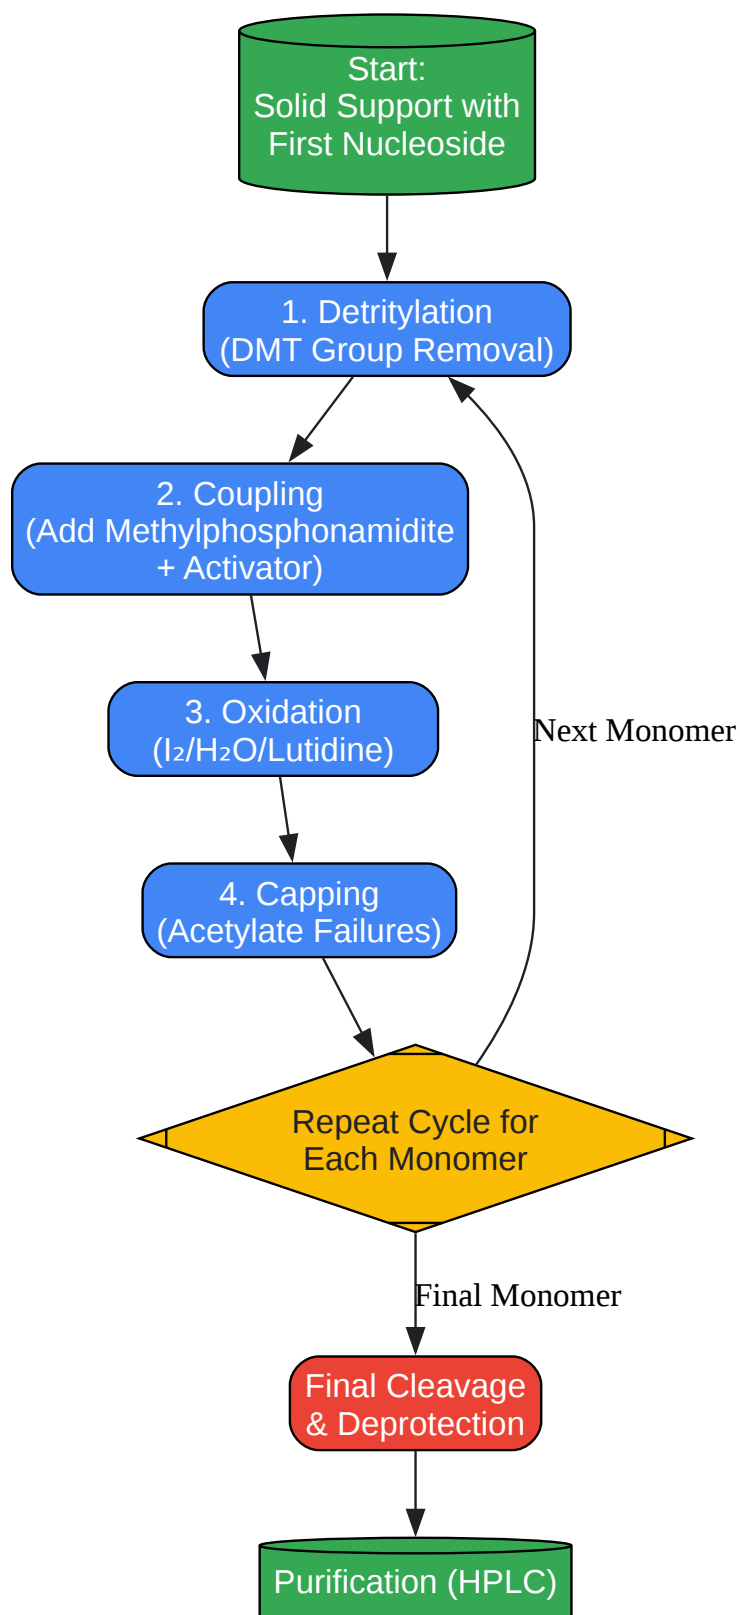 Start:
Solid Support with
First Nucleoside
1. Detritylation
(DMT Group Removal)
2. Coupling
(Add Methylphosphonamidite
+ Activator)
3. Oxidation
(I₂/H₂O/Lutidine)
Next Monomer
4. Capping
(Acetylate Failures)
Repeat Cycle for
Each Monomer
Final Monomer
Final Cleavage
& Deprotection
Purification (HPLC)